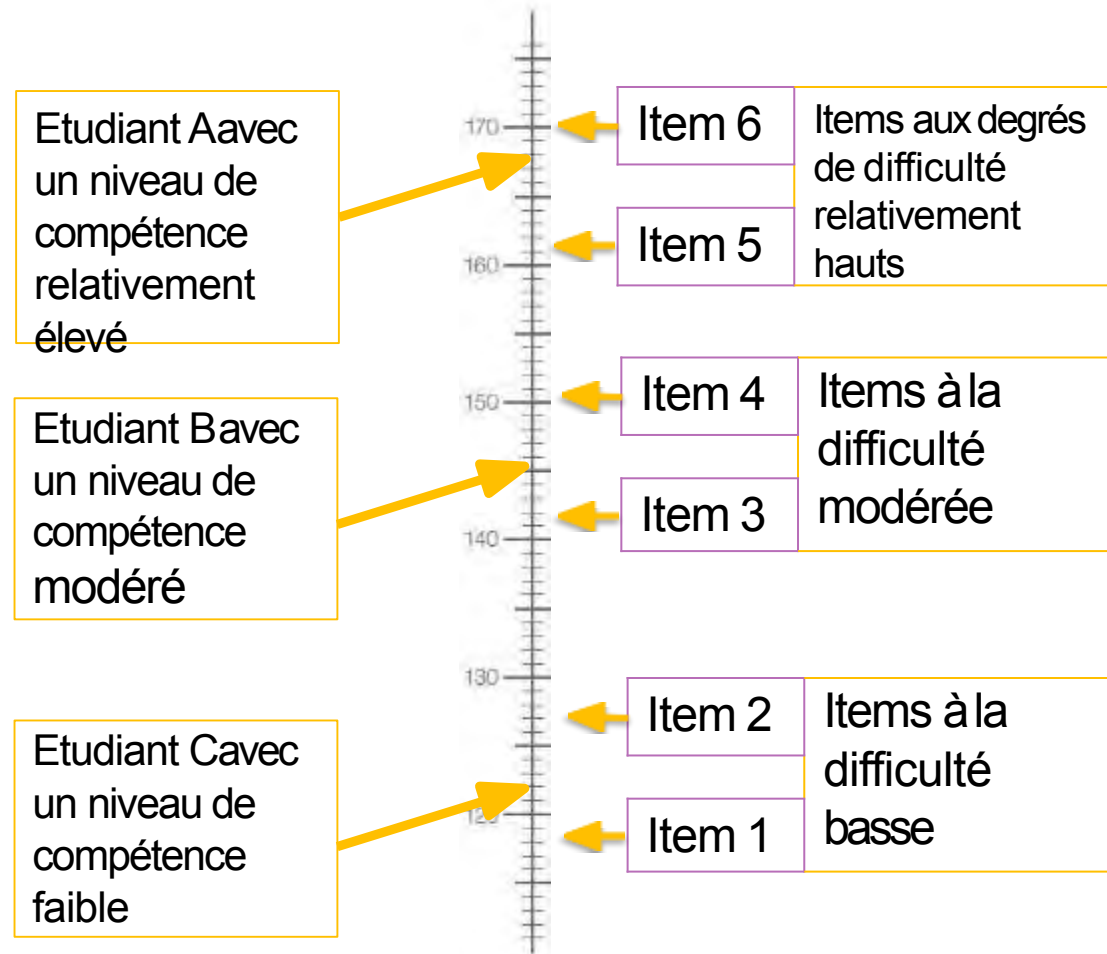 Etudiant Aavec
un niveau de
compétence
relativement
élevé
Etudiant Bavec
un niveau de
compétence
modéré
Etudiant Cavec
un niveau de
compétence
faible
170
160
150
140
130
120
Item 6
Item 5
Items aux degrés
de difficulté
relativement
hauts
Item 4
Item 3
Items à la
difficulté
modérée
Item 2
Item 1
Items à la
difficulté
basse